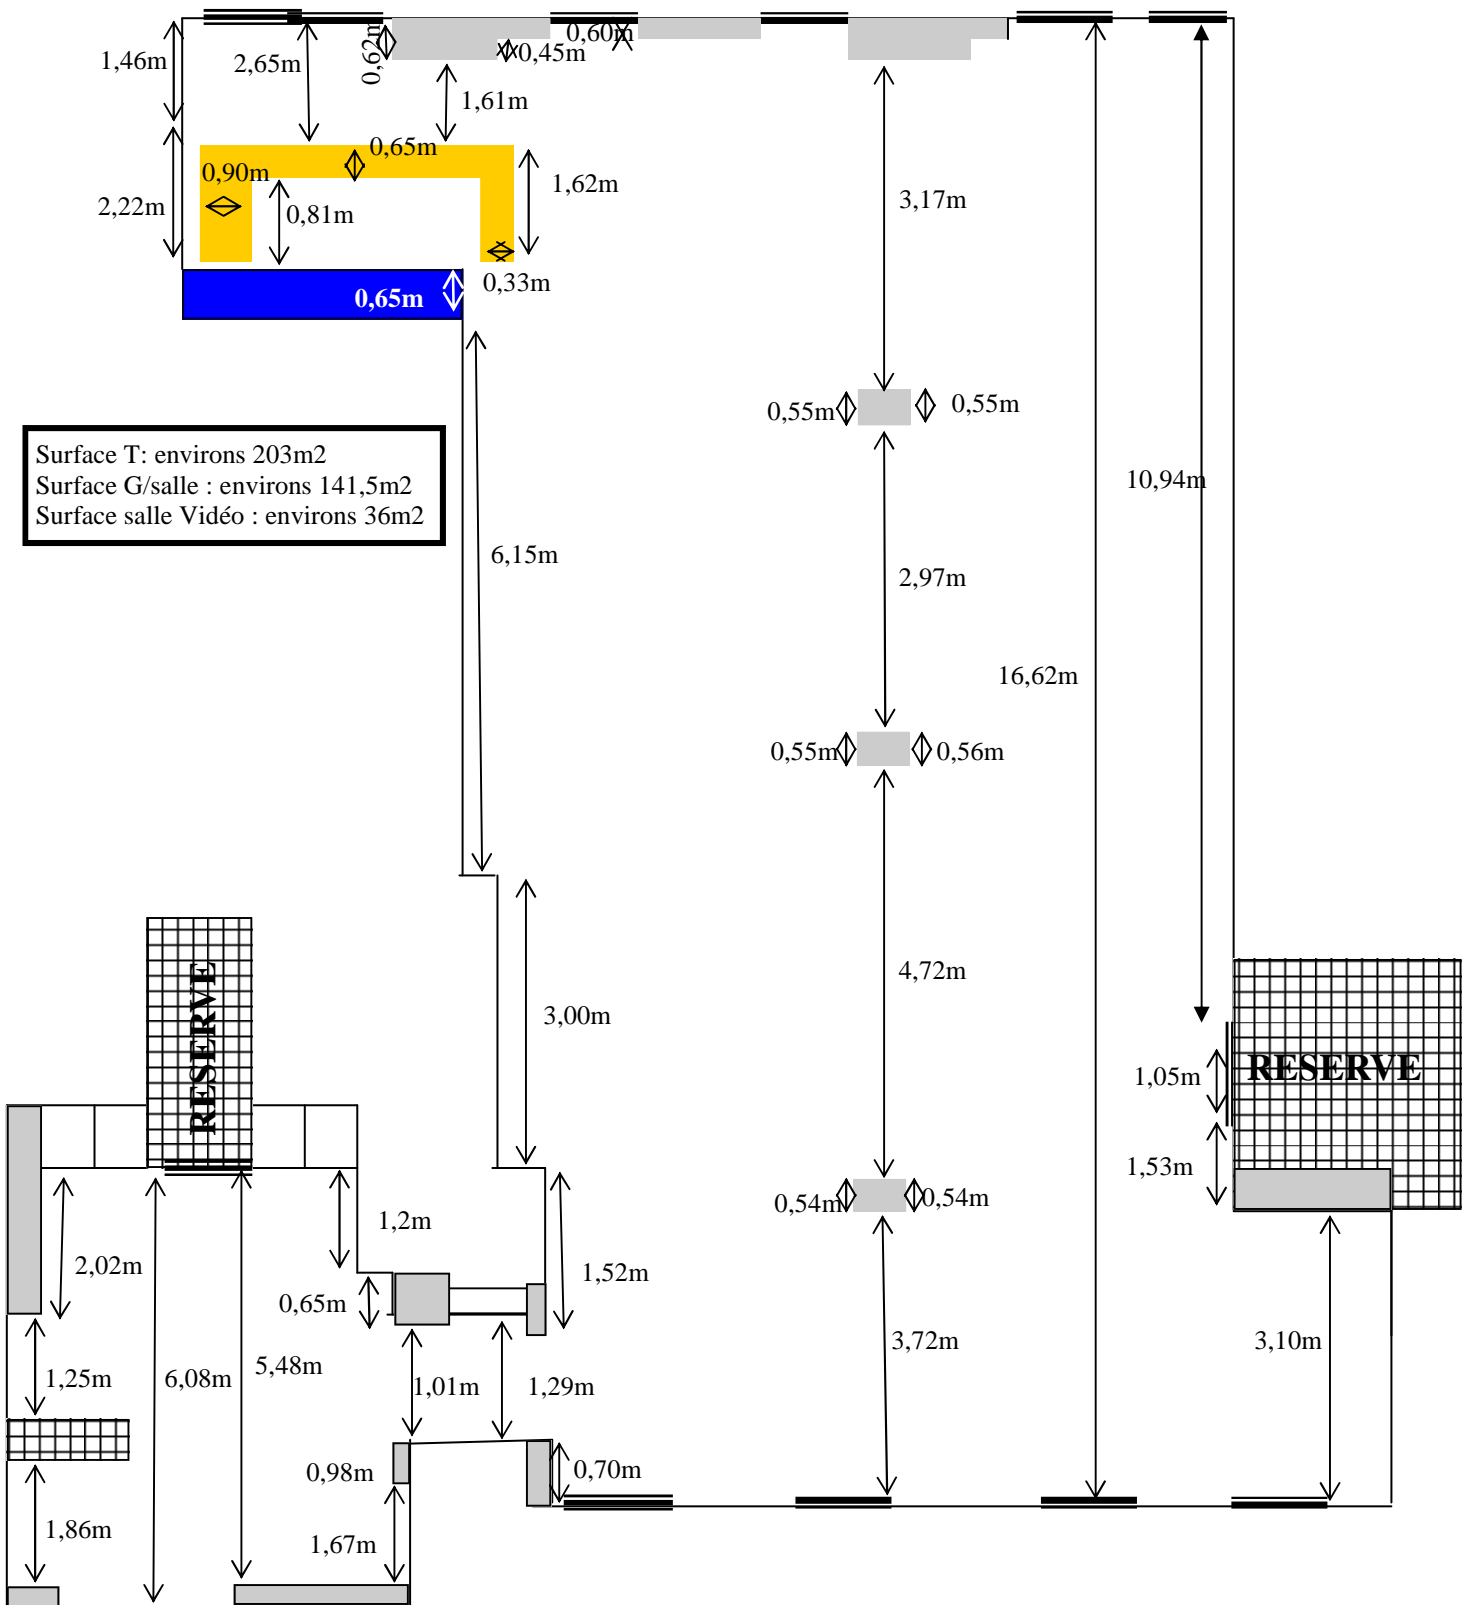 0,62m
0,60m
1,46m
2,65m
0,45m
1,61m
0,65m
0,90m
1,62m
2,22m
0,81m
3,17m
0,33m
0,65m
0,55m
0,55m
Surface T: environs 203m2
Surface G/salle : environs 141,5m2
Surface salle Vidéo : environs 36m2
10,94m
6,15m
2,97m
16,62m
0,55m
0,56m
4,72m
RESERVE
3,00m
RESERVE
1,05m
1,53m
0,54m
0,54m
1,2m
2,02m
1,52m
0,65m
3,72m
3,10m
1,25m
6,08m
5,48m
1,01m
1,29m
0,98m
0,70m
1,86m
1,67m